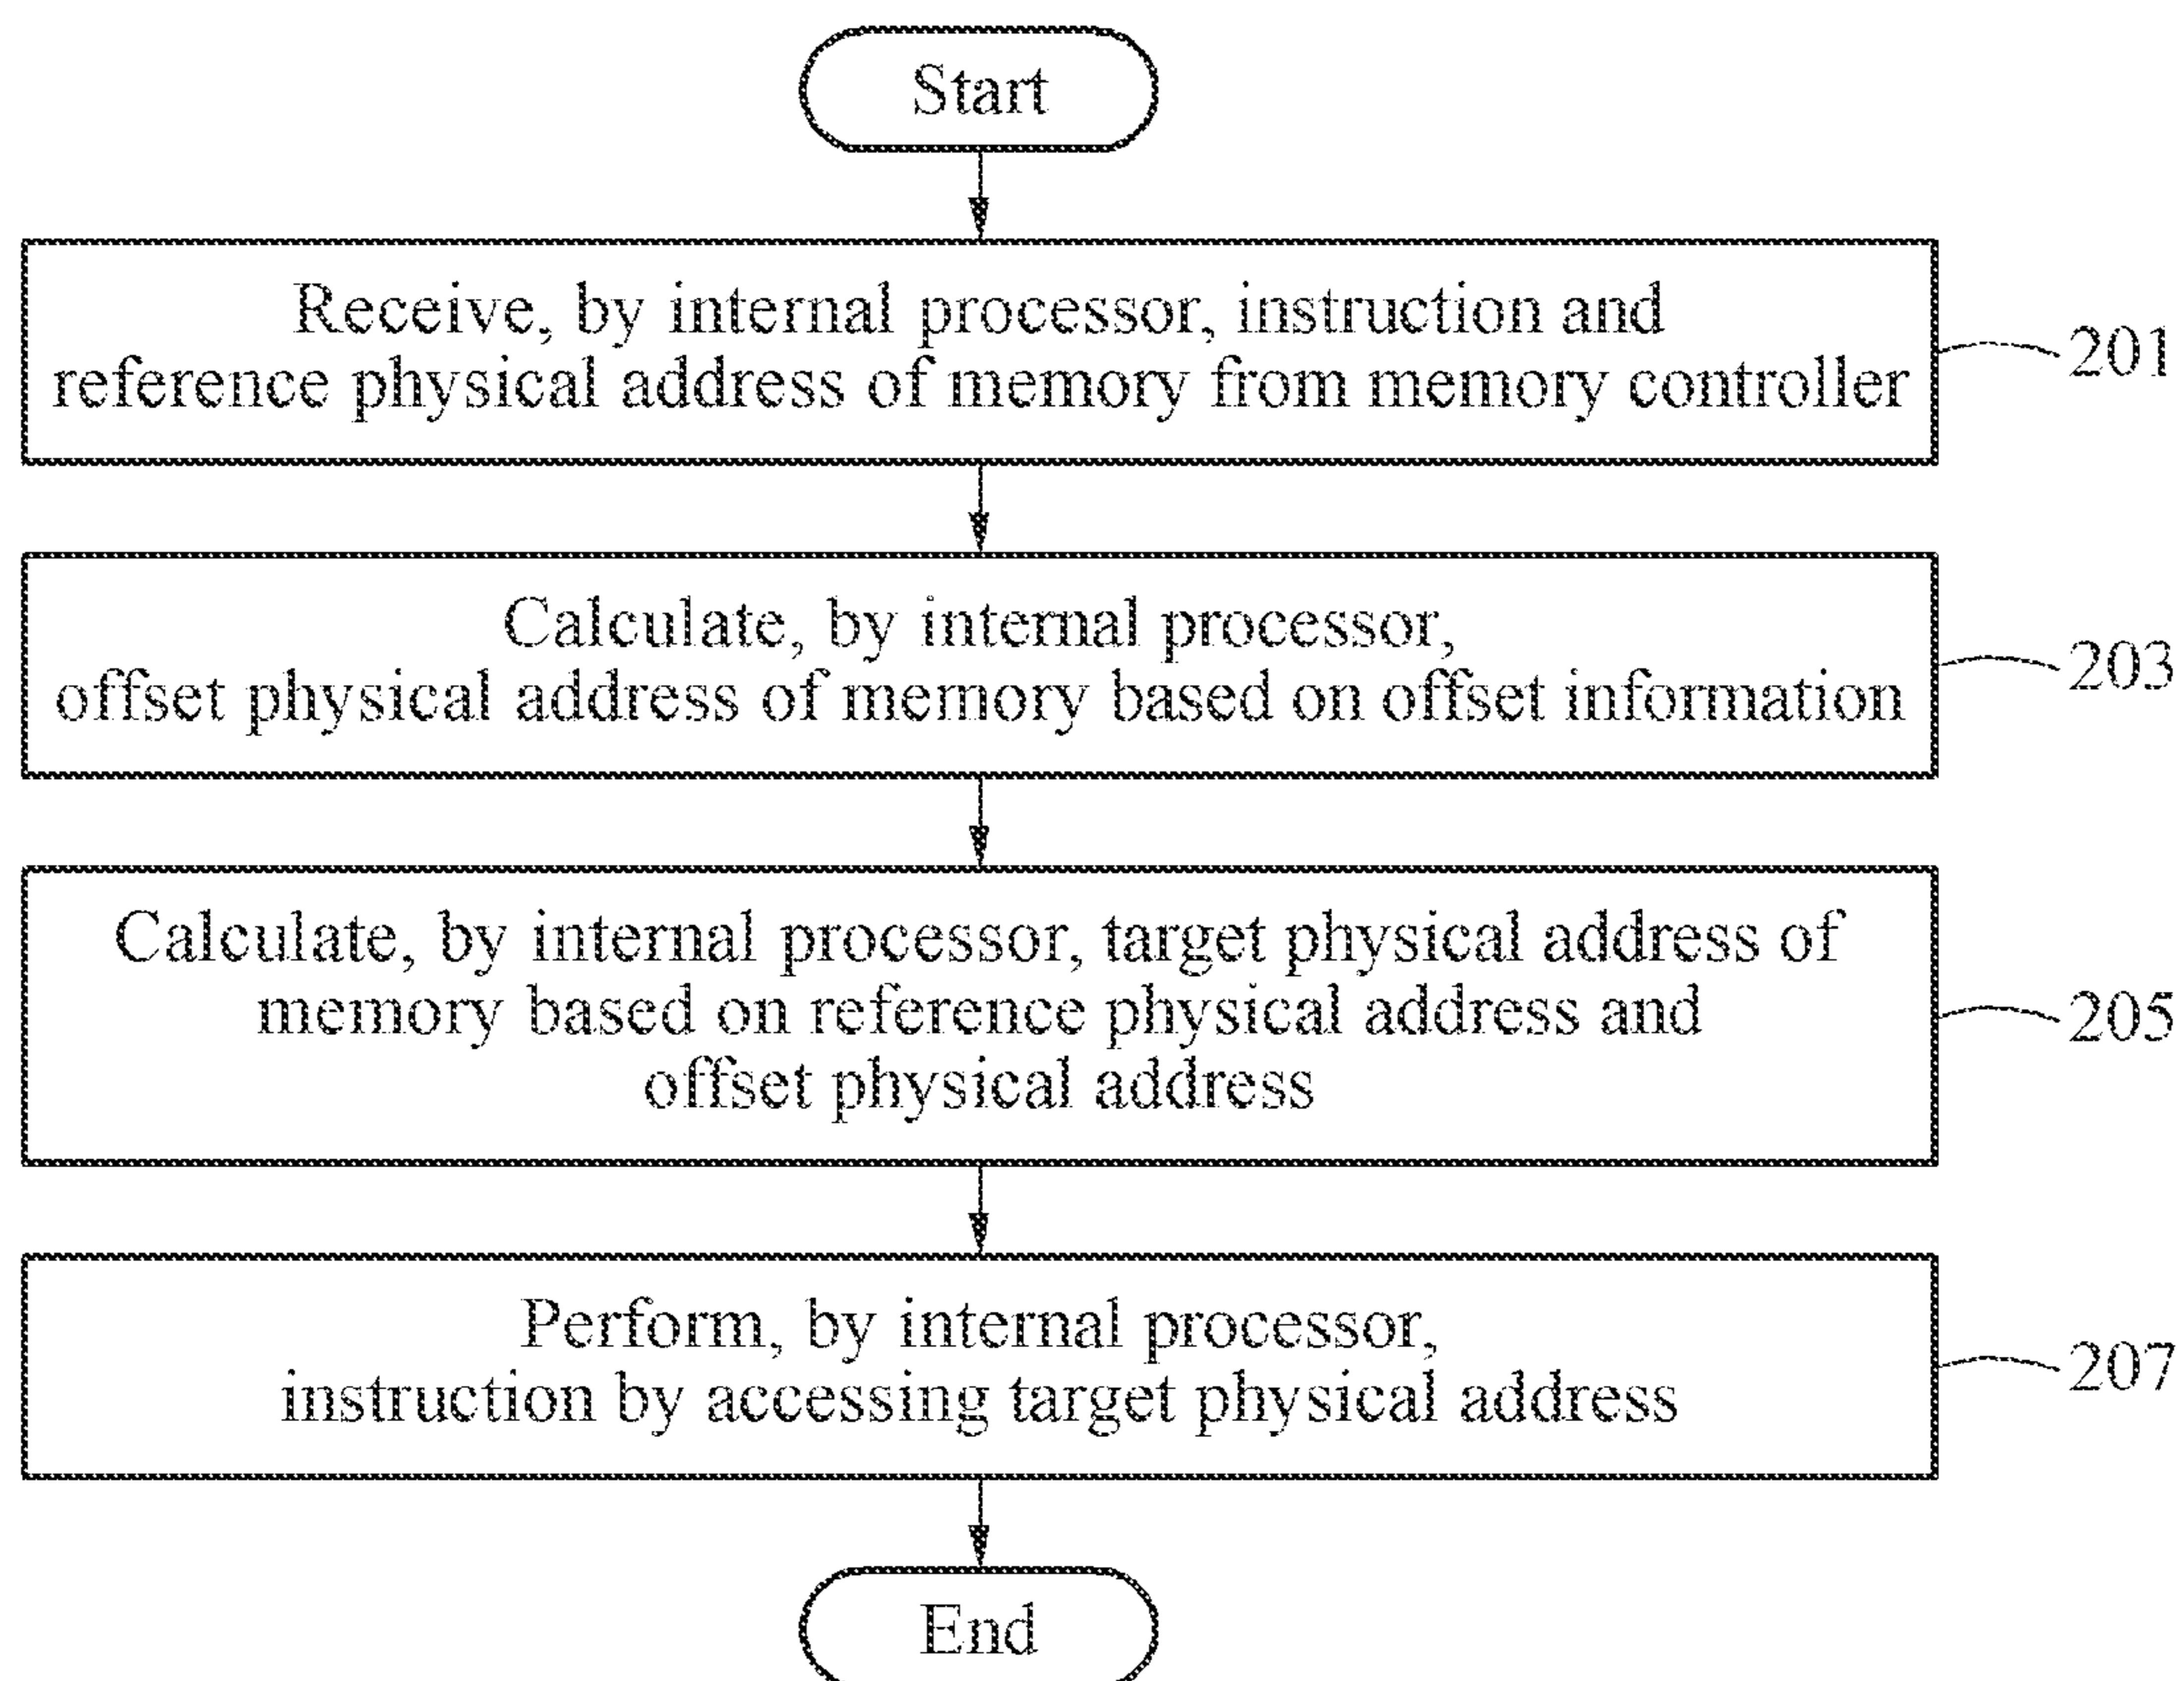 Start
Receive, by internal processor, instruction and
reference physical address of memory from memory controller
201
Calculate, by internal processor,
offset physical address of memory based on offset information
203
Calculate, by internal processor, target physical address of
memory based on reference physical address and
offset physical address
205
Perform, by internal processor,
instruction by accessing target physical address
207
End